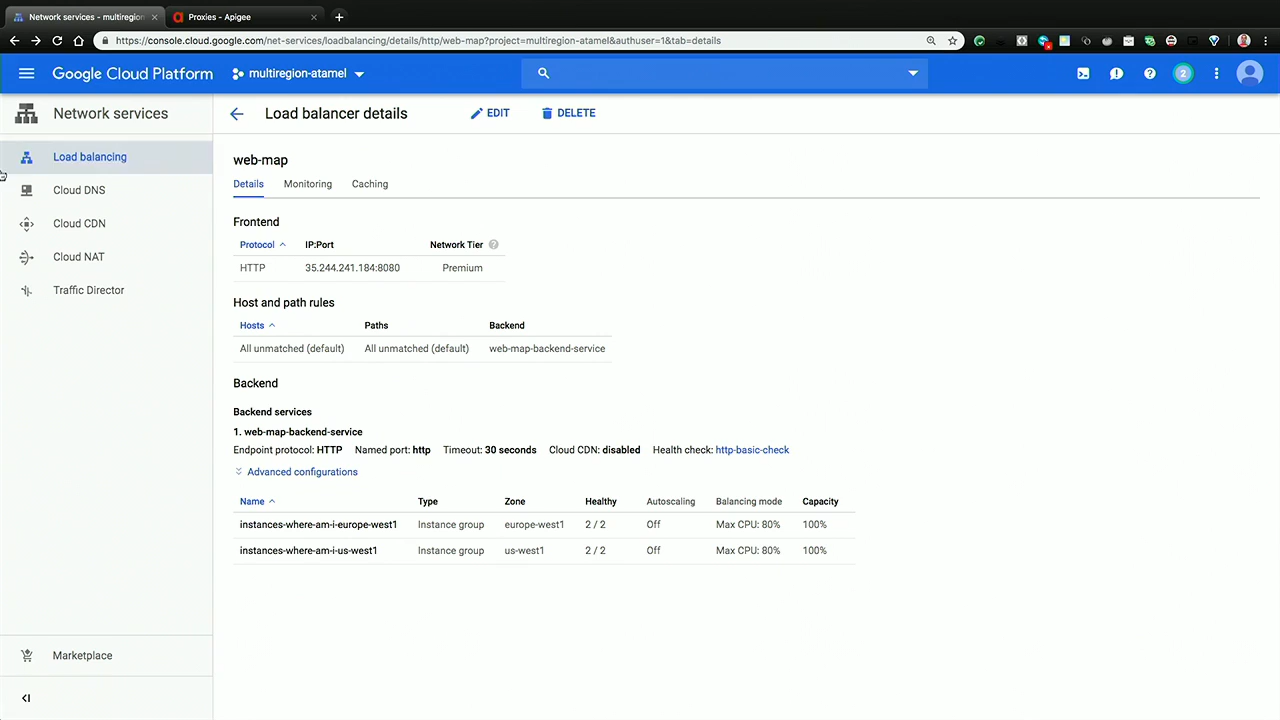 Network services - multiregion
Proxies - Apigee
https://console.cloud.google.com/net-services/loadbalancing/details/http/web-map?project=multiregion-atamel&authuser=1&tab=details
Google Cloud Platform
multiregion-atamel
2
Network services
Load balancer details
EDIT
DELETE
Load balancing
Cloud DNS
Cloud CDN
Cloud NAT
Traffic Director
Marketplace
web-map
Details Monitoring Caching
Frontend
Protocol IP:Port Network Tier
HTTP 35.244.241.184:8080 Premium
Host and path rules
Hosts Paths Backend
All unmatched (default) All unmatched (default) web-map-backend-service
Backend
Backend services
1. web-map-backend-service
Endpoint protocol: HTTP Named port: http Timeout: 30 seconds Cloud CDN: disabled Health check: http-basic-check
Advanced configurations
Name Type Zone Healthy Autoscaling Balancing mode Capacity
instances-where-am-i-europe-west1 Instance group europe-west1 2 / 2 Off Max CPU: 80% 100%
instances-where-am-i-us-west1 Instance group us-west1 2 / 2 Off Max CPU: 80% 100%